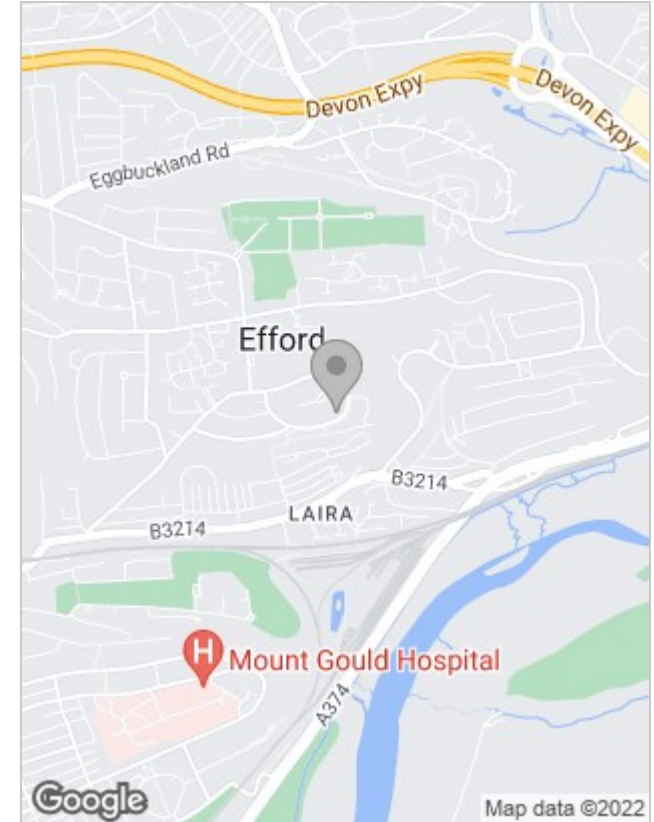 Devon Expy
Devon Expy
Eggbuckland Rd
Efford
B3214
LAIRA
B3214
H
Mount Gould Hospital
A374
Google
Map data ©2022